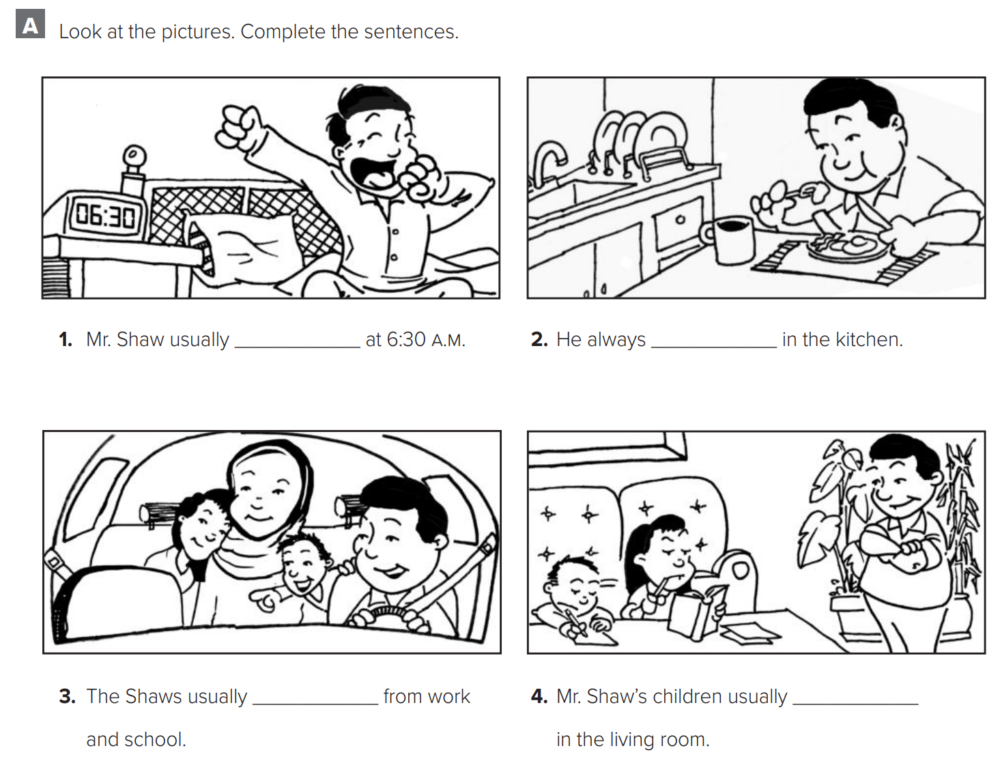 A Look at the pictures. Complete the sentences.
06:30
1. Mr. Shaw usually ____________ at 6:30 A.M.
2. He always ____________ in the kitchen.
3. The Shaws usually ____________ from work
and school.
4. Mr. Shaw’s children usually ____________
in the living room.